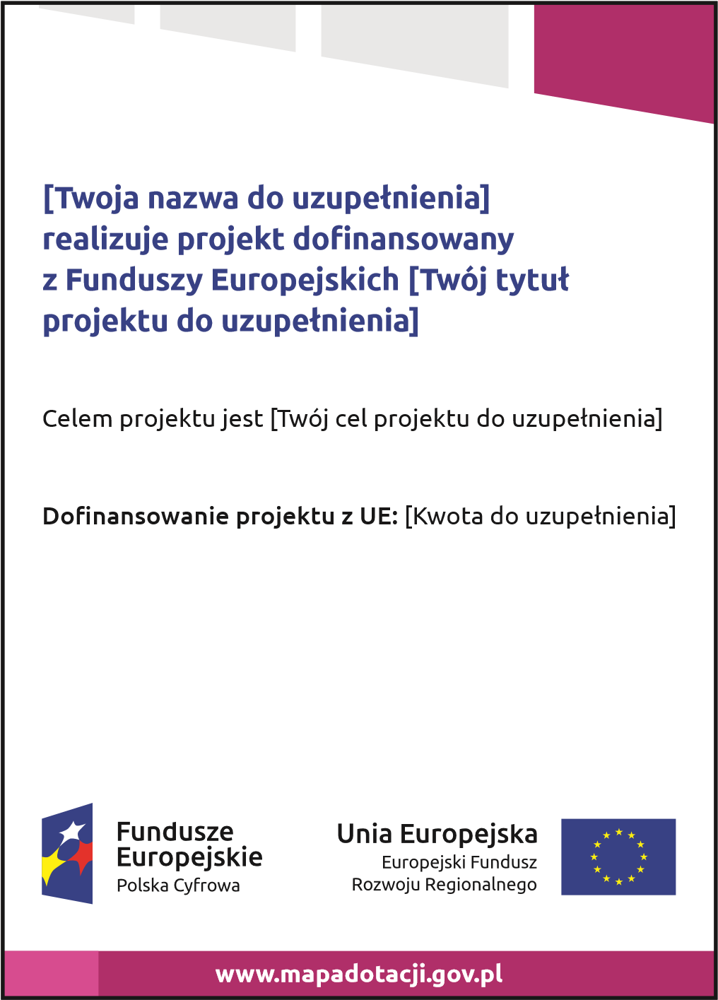 [Twoja nazwa do uzupełnienia]
realizuje projekt dofinansowany
z Funduszy Europejskich [Twój tytuł
projektu do uzupełnienia]
Celem projektu jest [Twój cel projektu do uzupełnienia]
Dofinansowanie projektu z UE: [Kwota do uzupełnienia]
Fundusze
Europejskie
Polska Cyfrowa
Unia Europejska
Europejski Fundusz
Rozwoju Regionalnego
www.mapadotacji.gov.pl